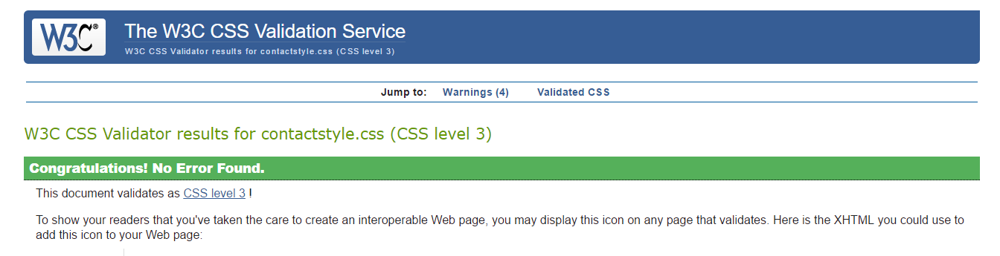 W3C®
The W3C CSS Validation Service
W3C CSS Validator results for contactstyle.css (CSS level 3)
Jump to: Warnings (4) Validated CSS
W3C CSS Validator results for contactstyle.css (CSS level 3)
Congratulations! No Error Found.
This document validates as CSS level 3 !
To show your readers that you've taken the care to create an interoperable Web page, you may display this icon on any page that validates. Here is the XHTML you could use to
add this icon to your Web page: